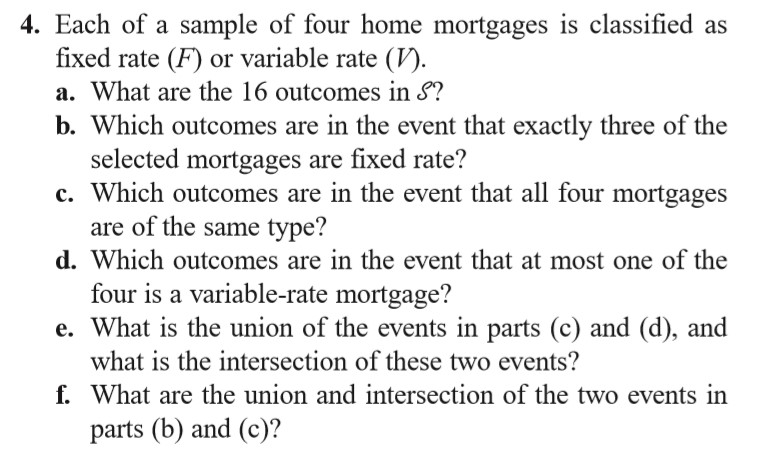 4. Each of a sample of four home mortgages is classified as
fixed rate (F) or variable rate (V).
a. What are the 16 outcomes in 𝒮?
b. Which outcomes are in the event that exactly three of the
selected mortgages are fixed rate?
c. Which outcomes are in the event that all four mortgages
are of the same type?
d. Which outcomes are in the event that at most one of the
four is a variable-rate mortgage?
e. What is the union of the events in parts (c) and (d), and
what is the intersection of these two events?
f. What are the union and intersection of the two events in
parts (b) and (c)?